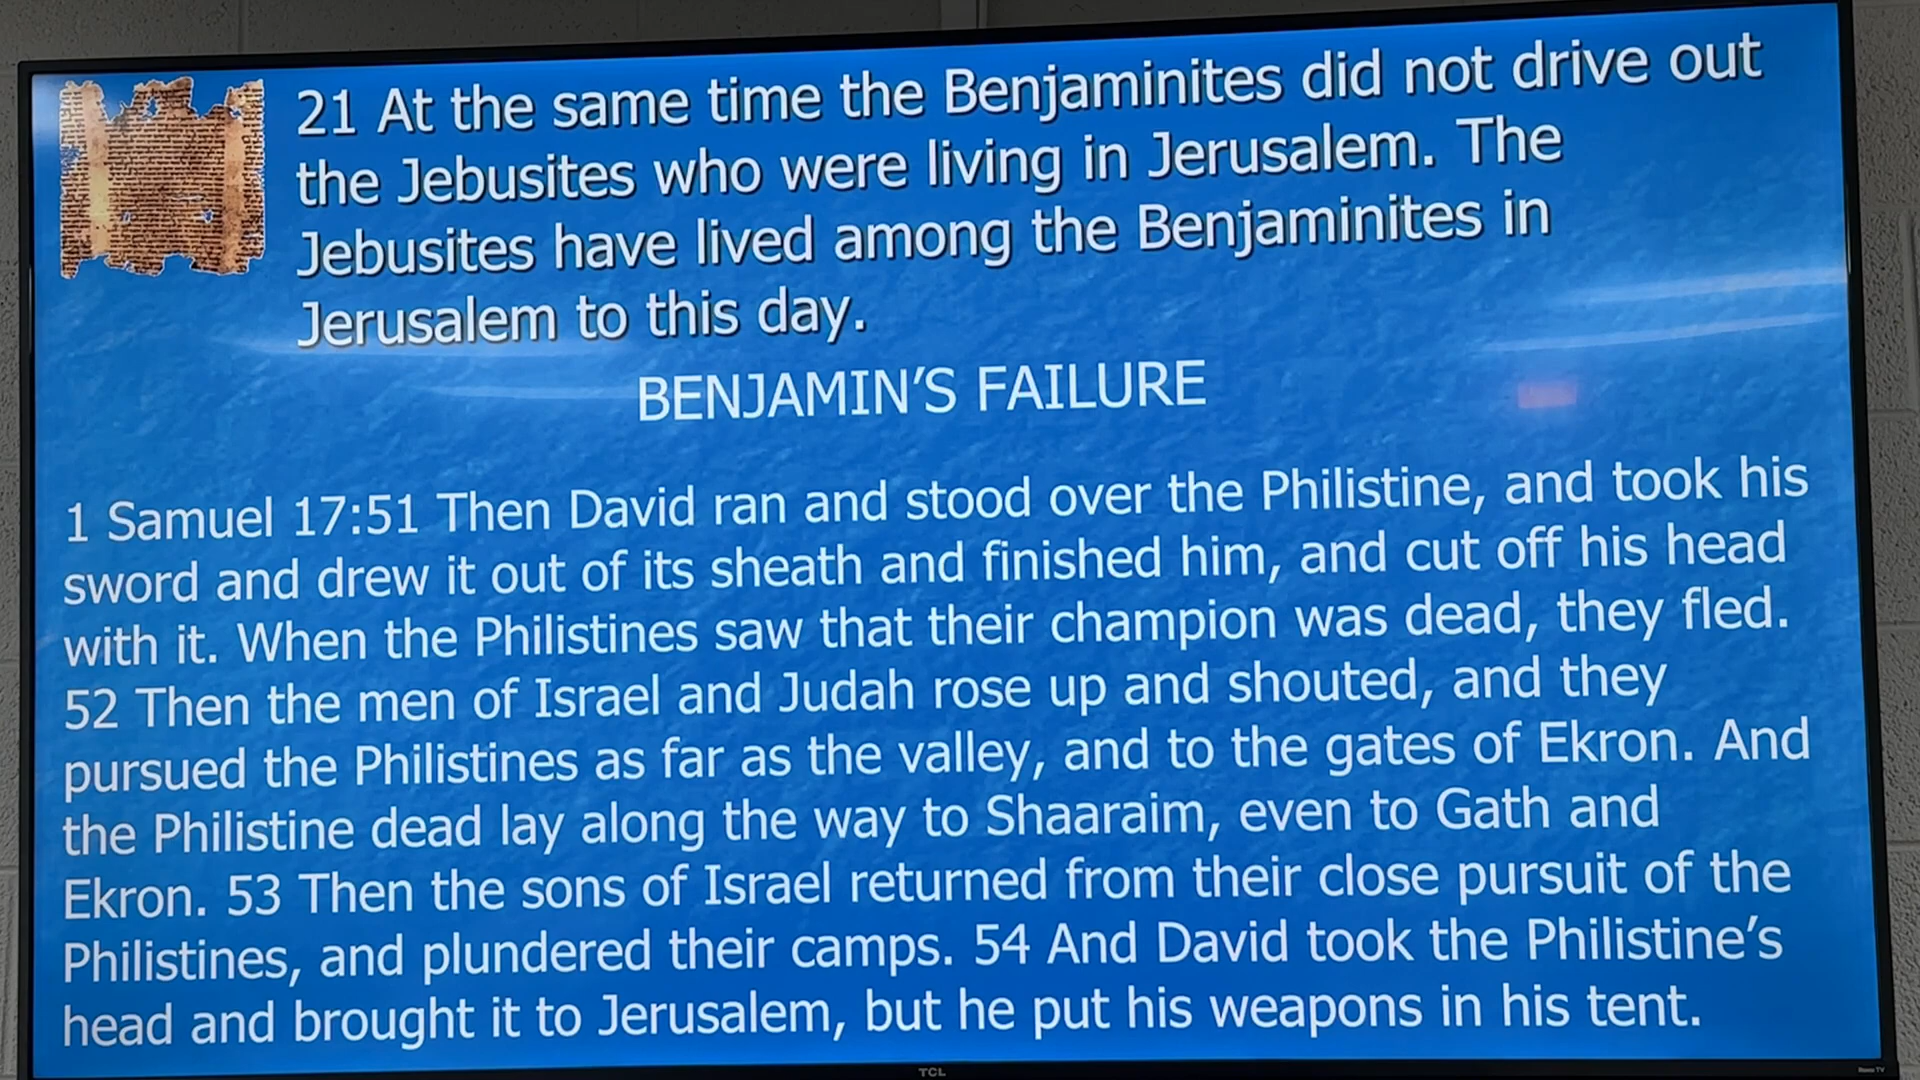 21 At the same time the Benjaminites did not drive out
the Jebusites who were living in Jerusalem. The
Jebusites have lived among the Benjaminites in
Jerusalem to this day.
BENJAMIN’S FAILURE
1 Samuel 17:51 Then David ran and stood over the Philistine, and took his
sword and drew it out of its sheath and finished him, and cut off his head
with it. When the Philistines saw that their champion was dead, they fled.
52 Then the men of Israel and Judah rose up and shouted, and they
pursued the Philistines as far as the valley, and to the gates of Ekron. And
the Philistine dead lay along the way to Shaaraim, even to Gath and
Ekron. 53 Then the sons of Israel returned from their close pursuit of the
Philistines, and plundered their camps. 54 And David took the Philistine’s
head and brought it to Jerusalem, but he put his weapons in his tent.
TCL
Roku TV